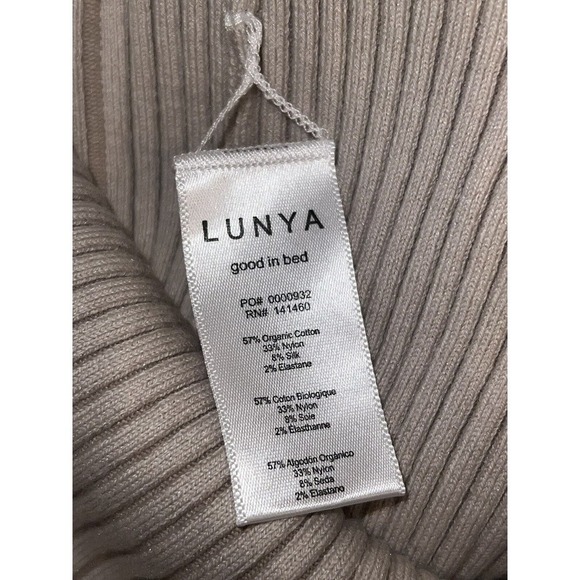 LUNYA
good in bed
PO# 0000932
RN# 141460
57% Organic Cotton
33% Nylon
8% Silk
2% Elastane
57% Coton Biologique
33% Nylon
8% Soie
2% Elasthanne
57% Algodón Orgánico
33% Nylon
8% Seda
2% Elastano